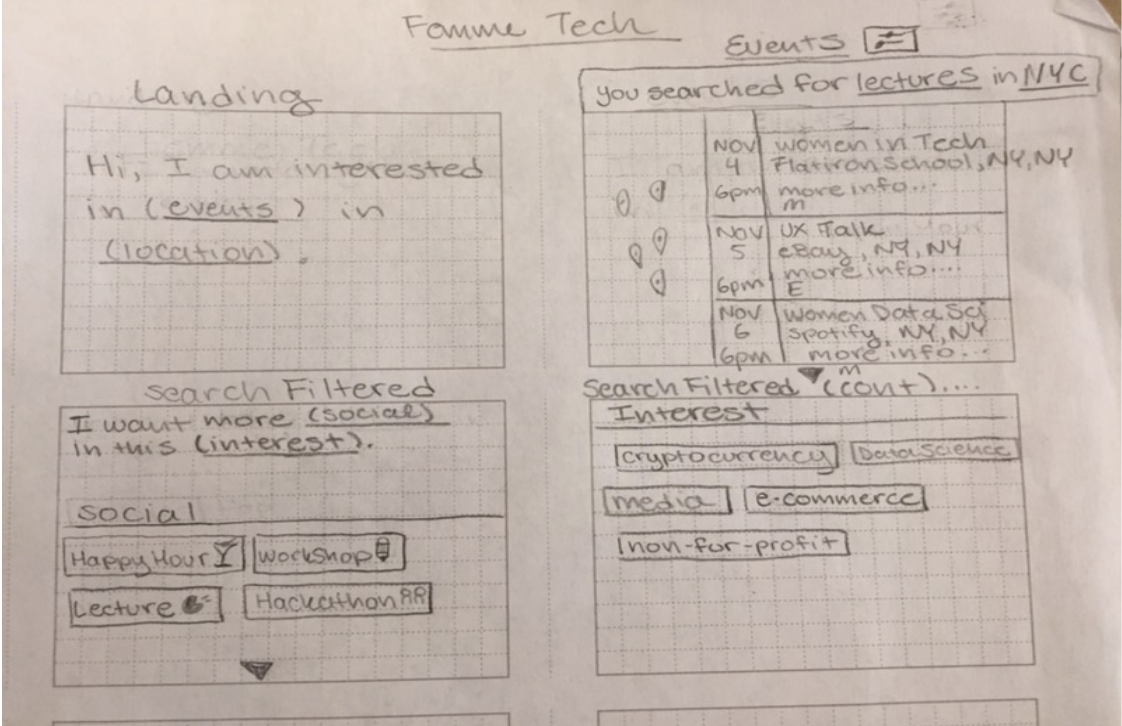 Famme Tech
Landing
Hi, I am interested
in (events) in
(location).
Events
you searched for lectures in NYC
NOV 4 6pm
women in Tech
Flatiron School, NY, NY
more info...
m
NOV 5 6pm
UX Talk
eBay, NY, NY
more info....
E
NOV 6 6pm
women Data Sci
Spotify, NY, NY
more info...
m
Search Filtered
I want more (social)
in this (interest).
social
Happy Hour
workshop
Lecture
Hackathon
Search Filtered (cont)....
Interest
cryptocurrency
Data Science
media
e-commerce
non-for-profit